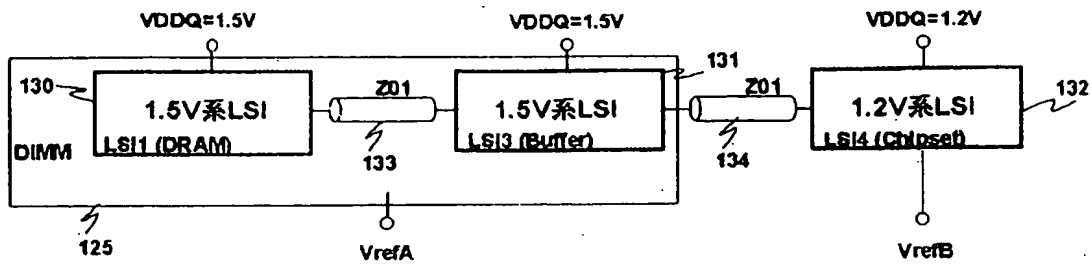 VDDQ=1.5V
VDDQ=1.5V
VDDQ=1.2V
130
131
132
1.5V系LSI
Z01
1.5V系LSI
Z01
1.2V系LSI
DIMM
LSI1 (DRAM)
133
LSI3 (Buffer)
134
LSI4 (Chipset)
125
VrefA
VrefB